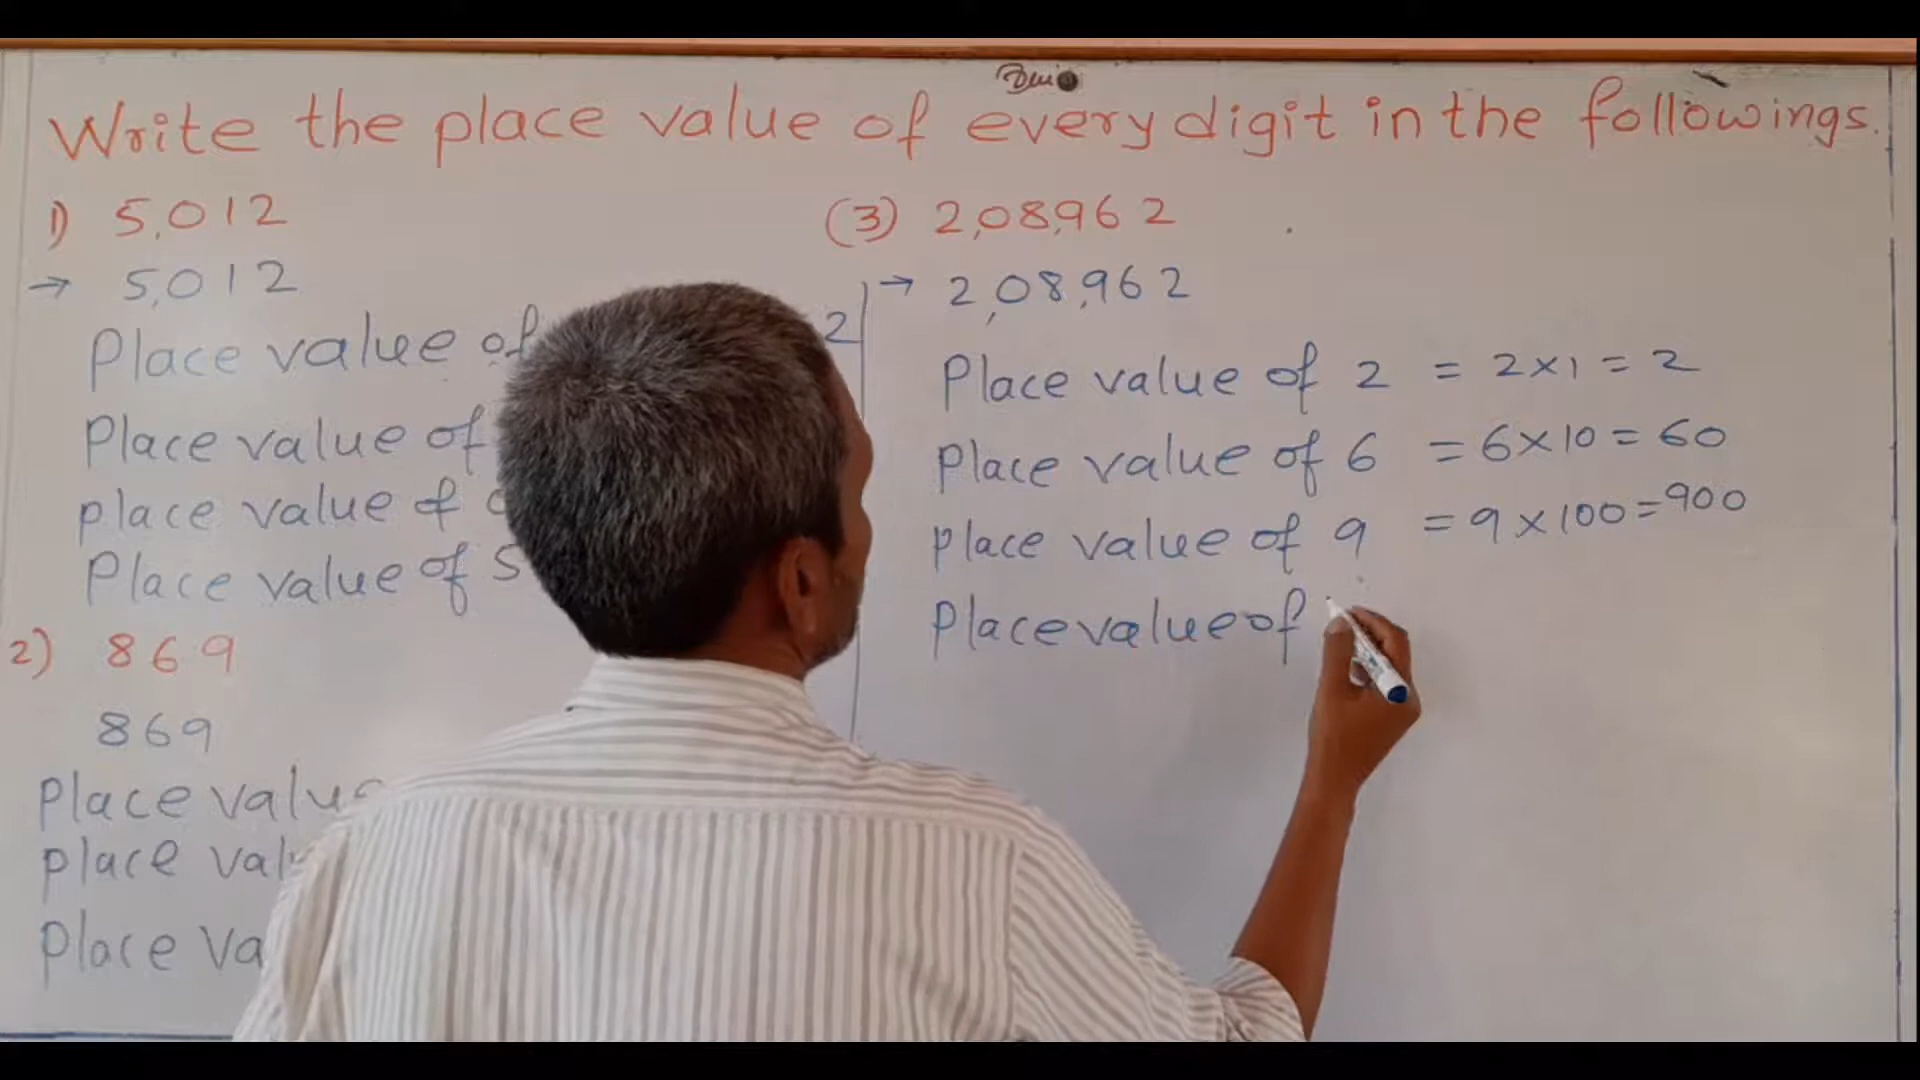 Write the place value of every digit in the followings.
1) 5,012
→ 5,012
Place value of 2
Place value of
Place value of
Place value of 5
2) 869
869
Place value
Place val
Place va
(3) 2,08,962
→ 2,08,962
Place value of 2 = 2×1 = 2
Place value of 6 = 6×10 = 60
Place value of 9 = 9×100 = 900
Place value of